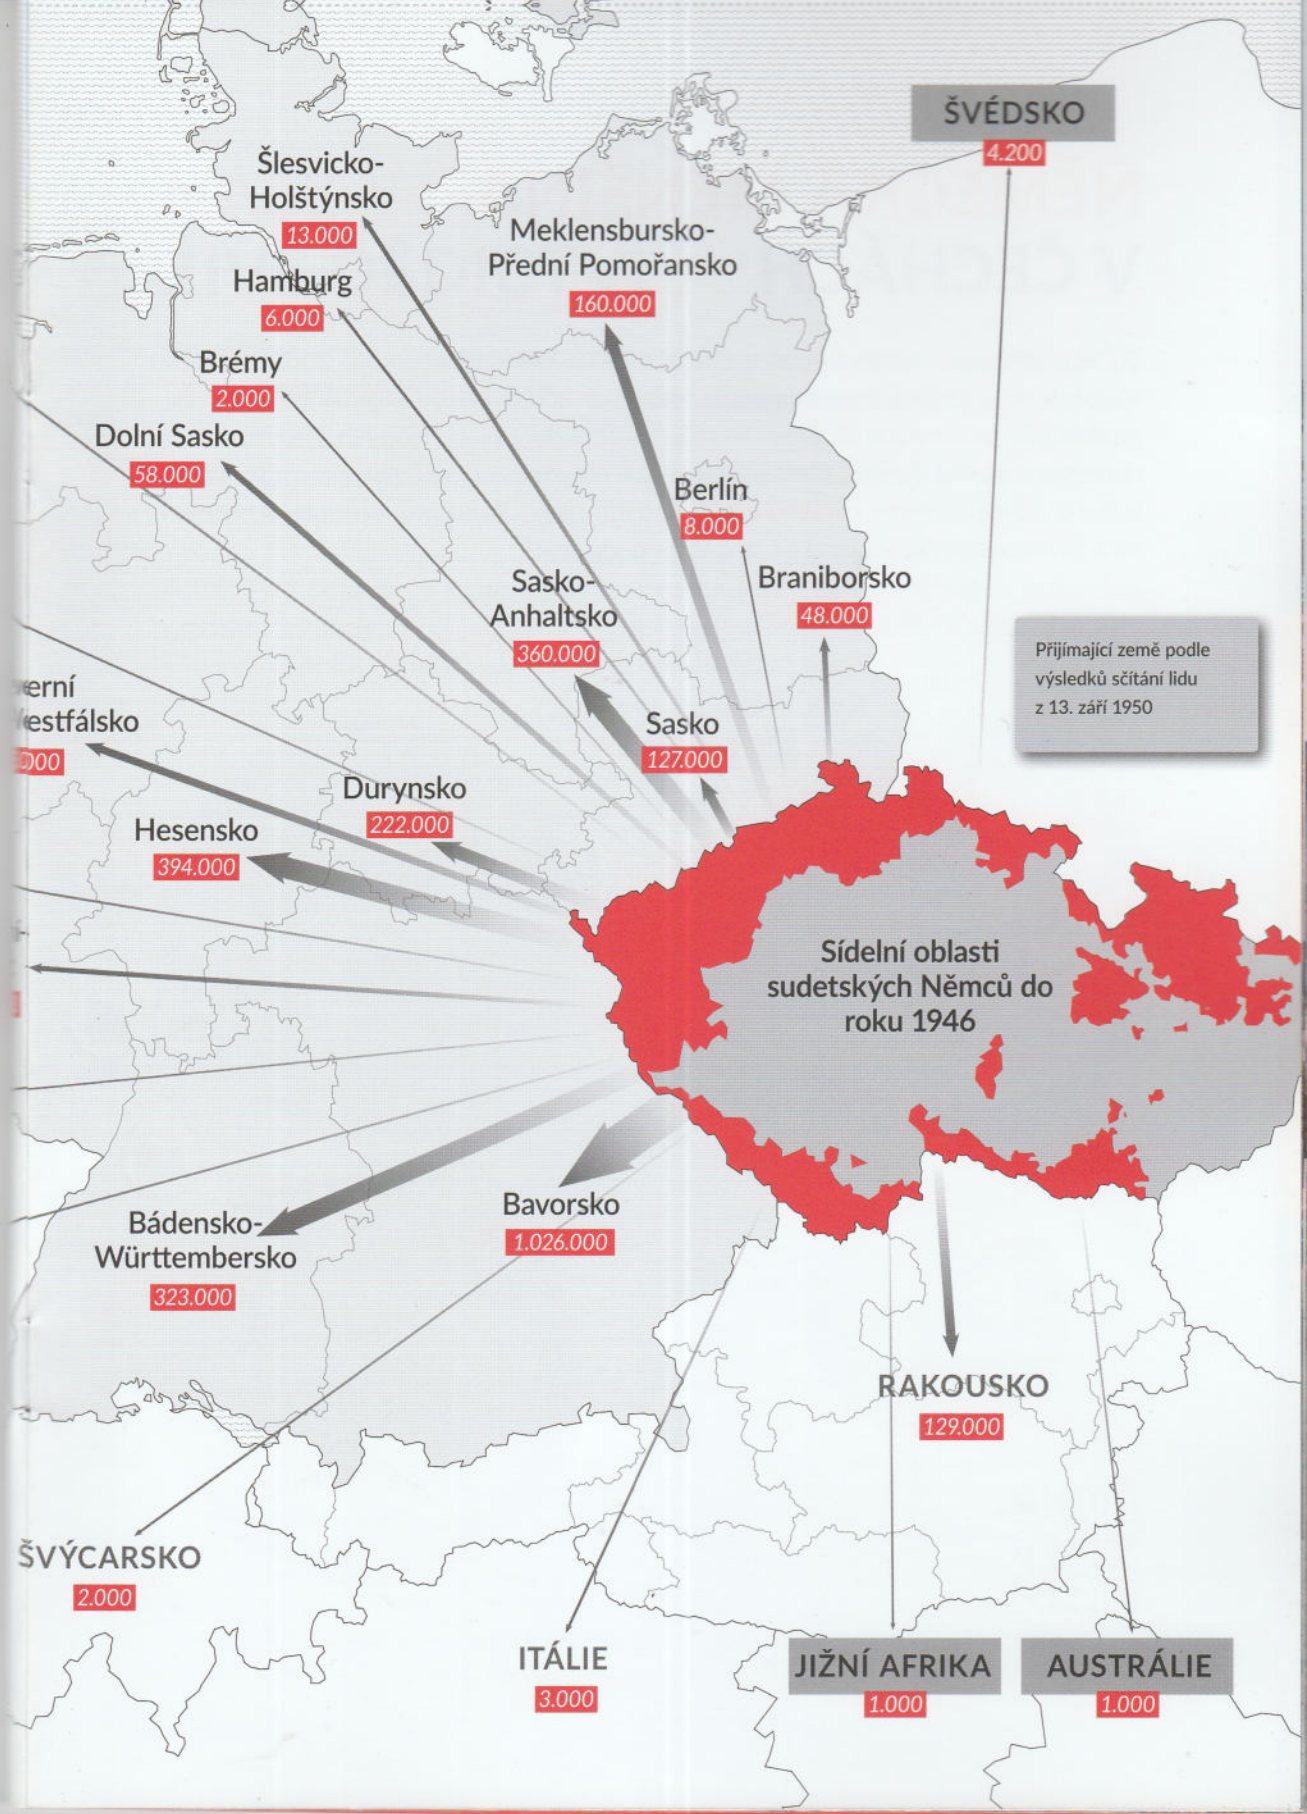 ŠVÉDSKO
4.200
Šlesvicko-
Holštýnsko
13.000
Meklensbursko-
Přední Pomořansko
160.000
Hamburg
6.000
Brémy
2.000
Dolní Sasko
58.000
Berlín
8.000
Braniborsko
48.000
Sasko-
Anhaltsko
360.000
Přijímající země podle
výsledků sčítání lidu
z 13. září 1950
erní
estfálsko
000
Sasko
127.000
Durynsko
222.000
Hesensko
394.000
Sídelní oblasti
sudetských Němců do
roku 1946
Bavorsko
1.026.000
Bádensko-
Württembersko
323.000
RAKOUSKO
129.000
ŠVÝCARSKO
2.000
ITÁLIE
3.000
JIŽNÍ AFRIKA
1.000
AUSTRÁLIE
1.000